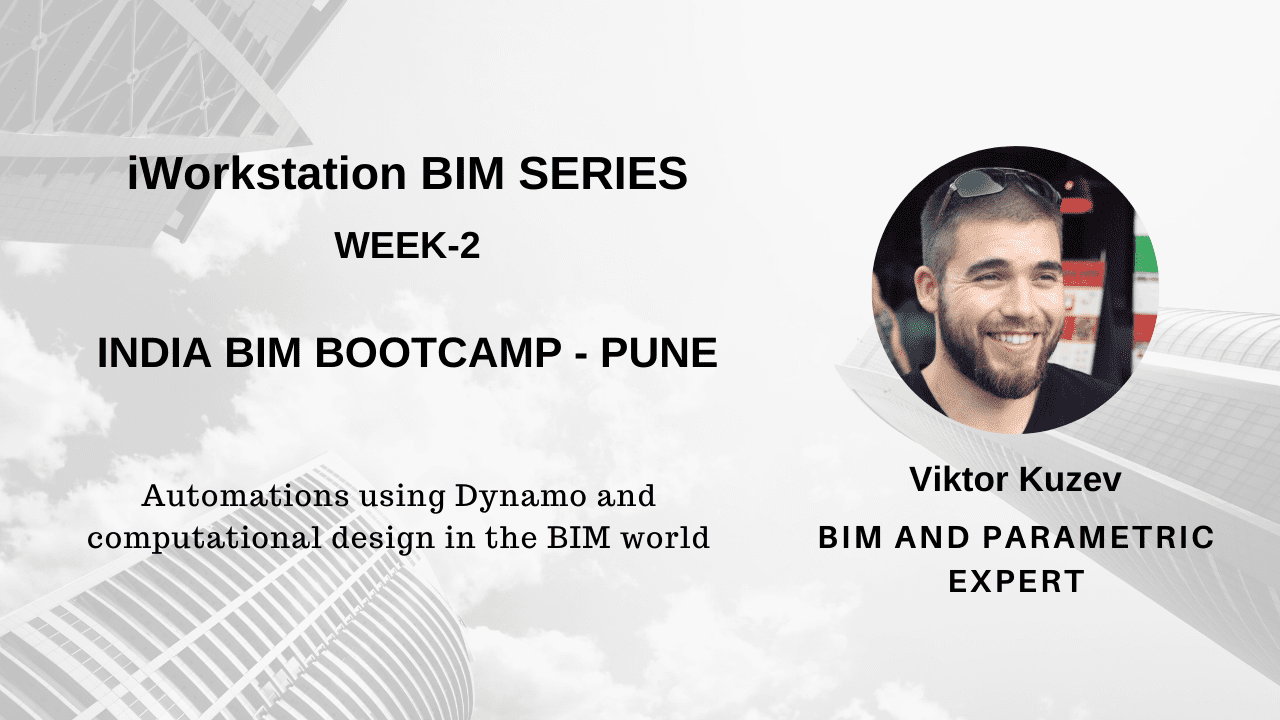 iWorkstation BIM SERIES
WEEK-2
INDIA BIM BOOTCAMP - PUNE
Automations using Dynamo and
computational design in the BIM world
Viktor Kuzev
BIM AND PARAMETRIC
EXPERT